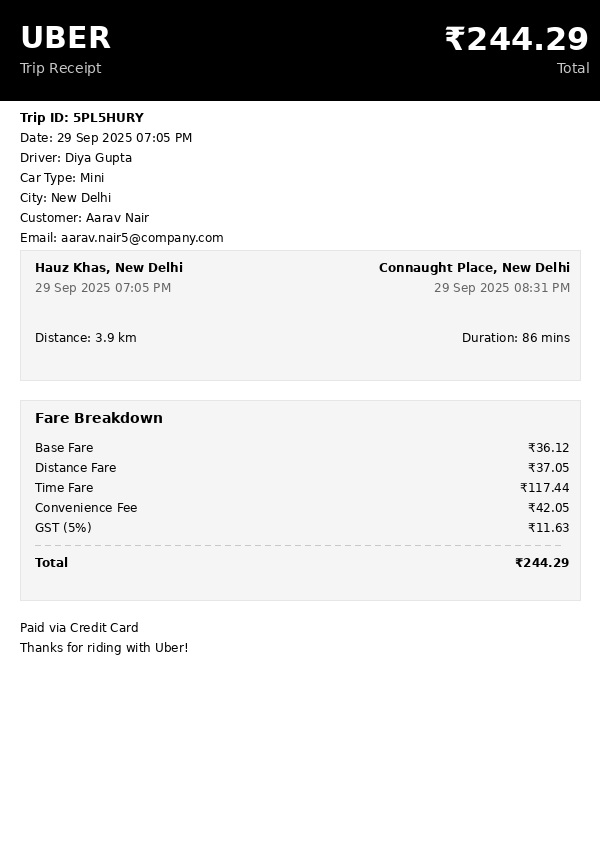 UBER ₹244.29
Trip Receipt Total
Trip ID: 5PL5HURY
Date: 29 Sep 2025 07:05 PM
Driver: Diya Gupta
Car Type: Mini
City: New Delhi
Customer: Aarav Nair
Email: aarav.nair5@company.com
Hauz Khas, New Delhi Connaught Place, New Delhi
29 Sep 2025 07:05 PM 29 Sep 2025 08:31 PM
Distance: 3.9 km Duration: 86 mins
Fare Breakdown
Base Fare ₹36.12
Distance Fare ₹37.05
Time Fare ₹117.44
Convenience Fee ₹42.05
GST (5%) ₹11.63
Total ₹244.29
Paid via Credit Card
Thanks for riding with Uber!